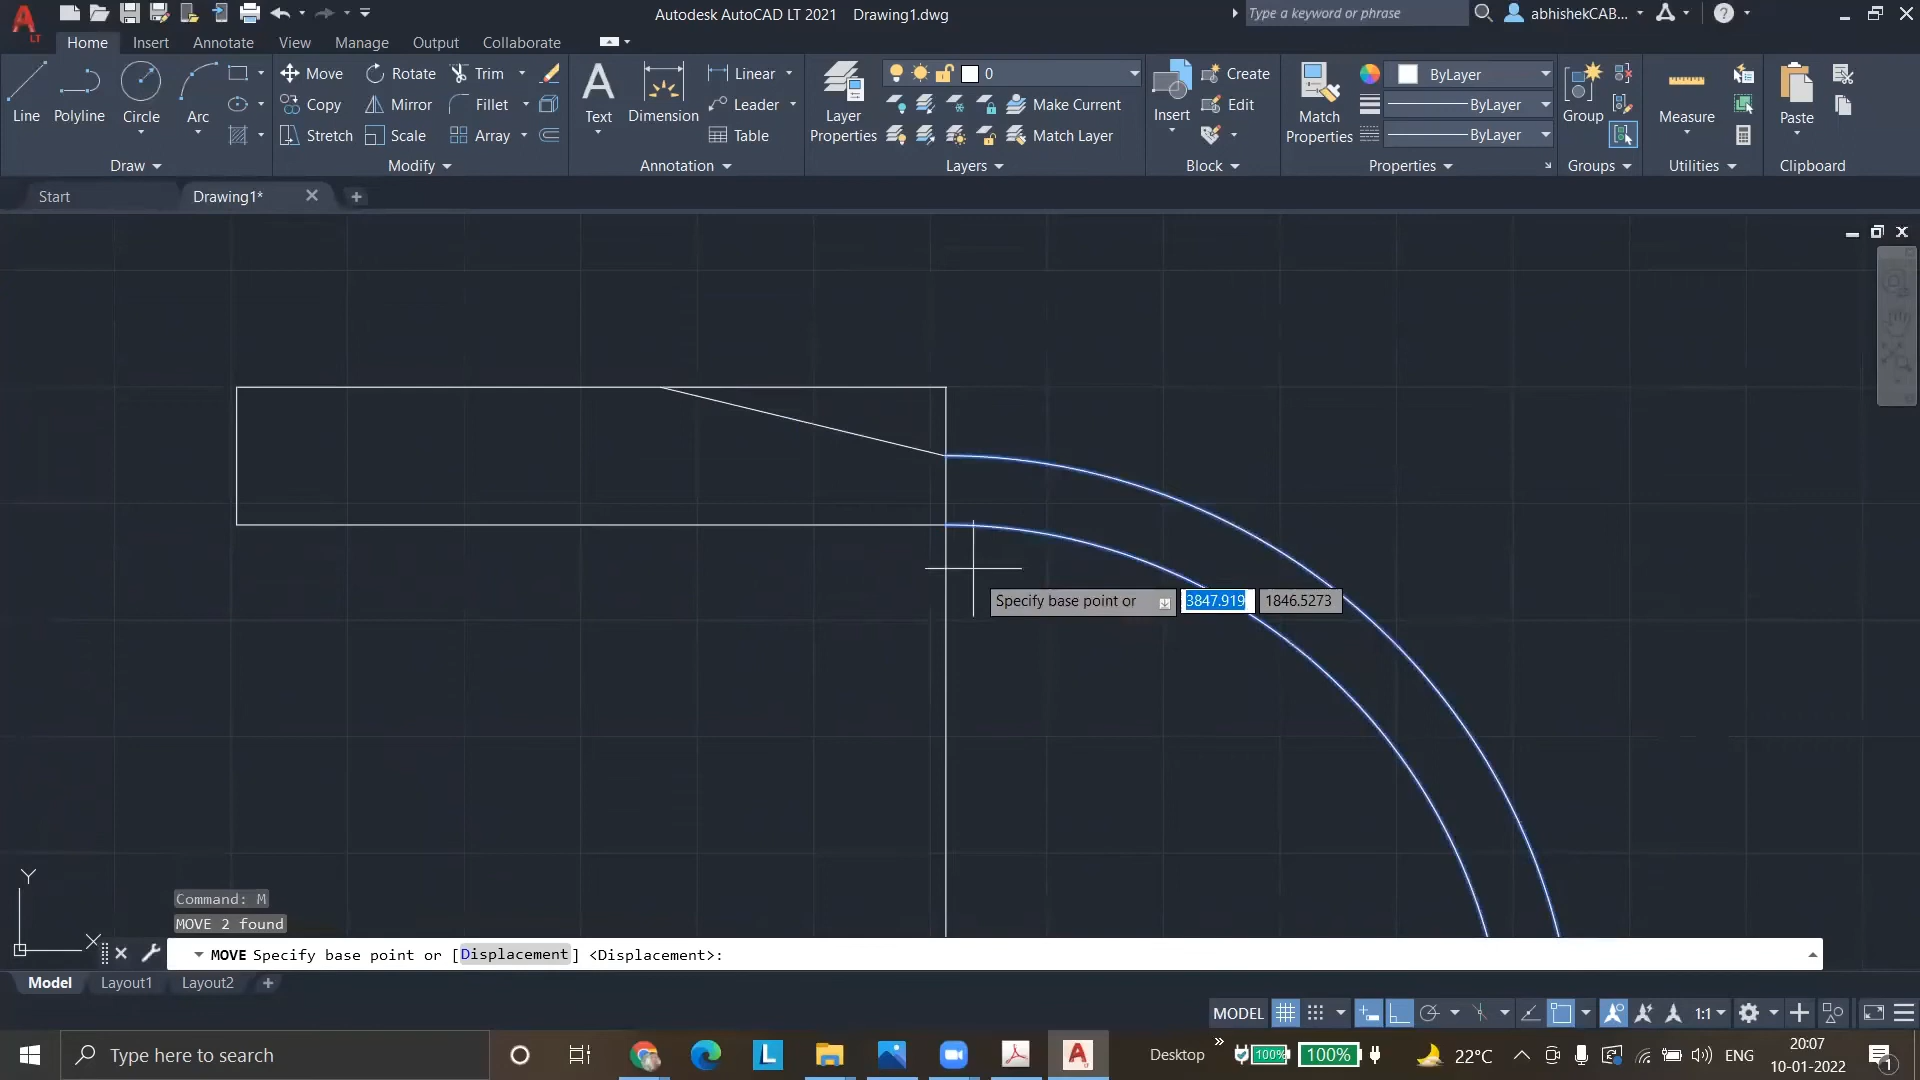 LT
Autodesk AutoCAD LT 2021 Drawing1.dwg
Type a keyword or phrase
abhishekCAB...
Home Insert Annotate View Manage Output Collaborate
Line
Polyline
Circle
Arc
Draw
Move
Rotate
Trim
Copy
Mirror
Fillet
Stretch
Scale
Array
Modify
Text
Dimension
Linear
Leader
Table
Annotation
Layer
Properties
0
Make Current
Match Layer
Layers
Insert
Create
Edit
Block
Match
Properties
ByLayer
ByLayer
ByLayer
Properties
Group
Groups
Measure
Utilities
Paste
Clipboard
Start Drawing1*
Specify base point or 3847.919 1846.5273
Y
X
Command: M
MOVE 2 found
MOVE Specify base point or [Displacement] <Displacement>:
Model Layout1 Layout2
MODEL 1:1
Type here to search
L
A
Desktop » 100% 100% 22°C ENG
20:07
10-01-2022
1